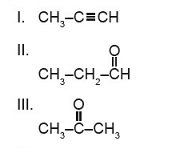 I. CH₃–C≡CH
II.
O
CH₃–CH₂–CH
III.
O
CH₃–C–CH₃